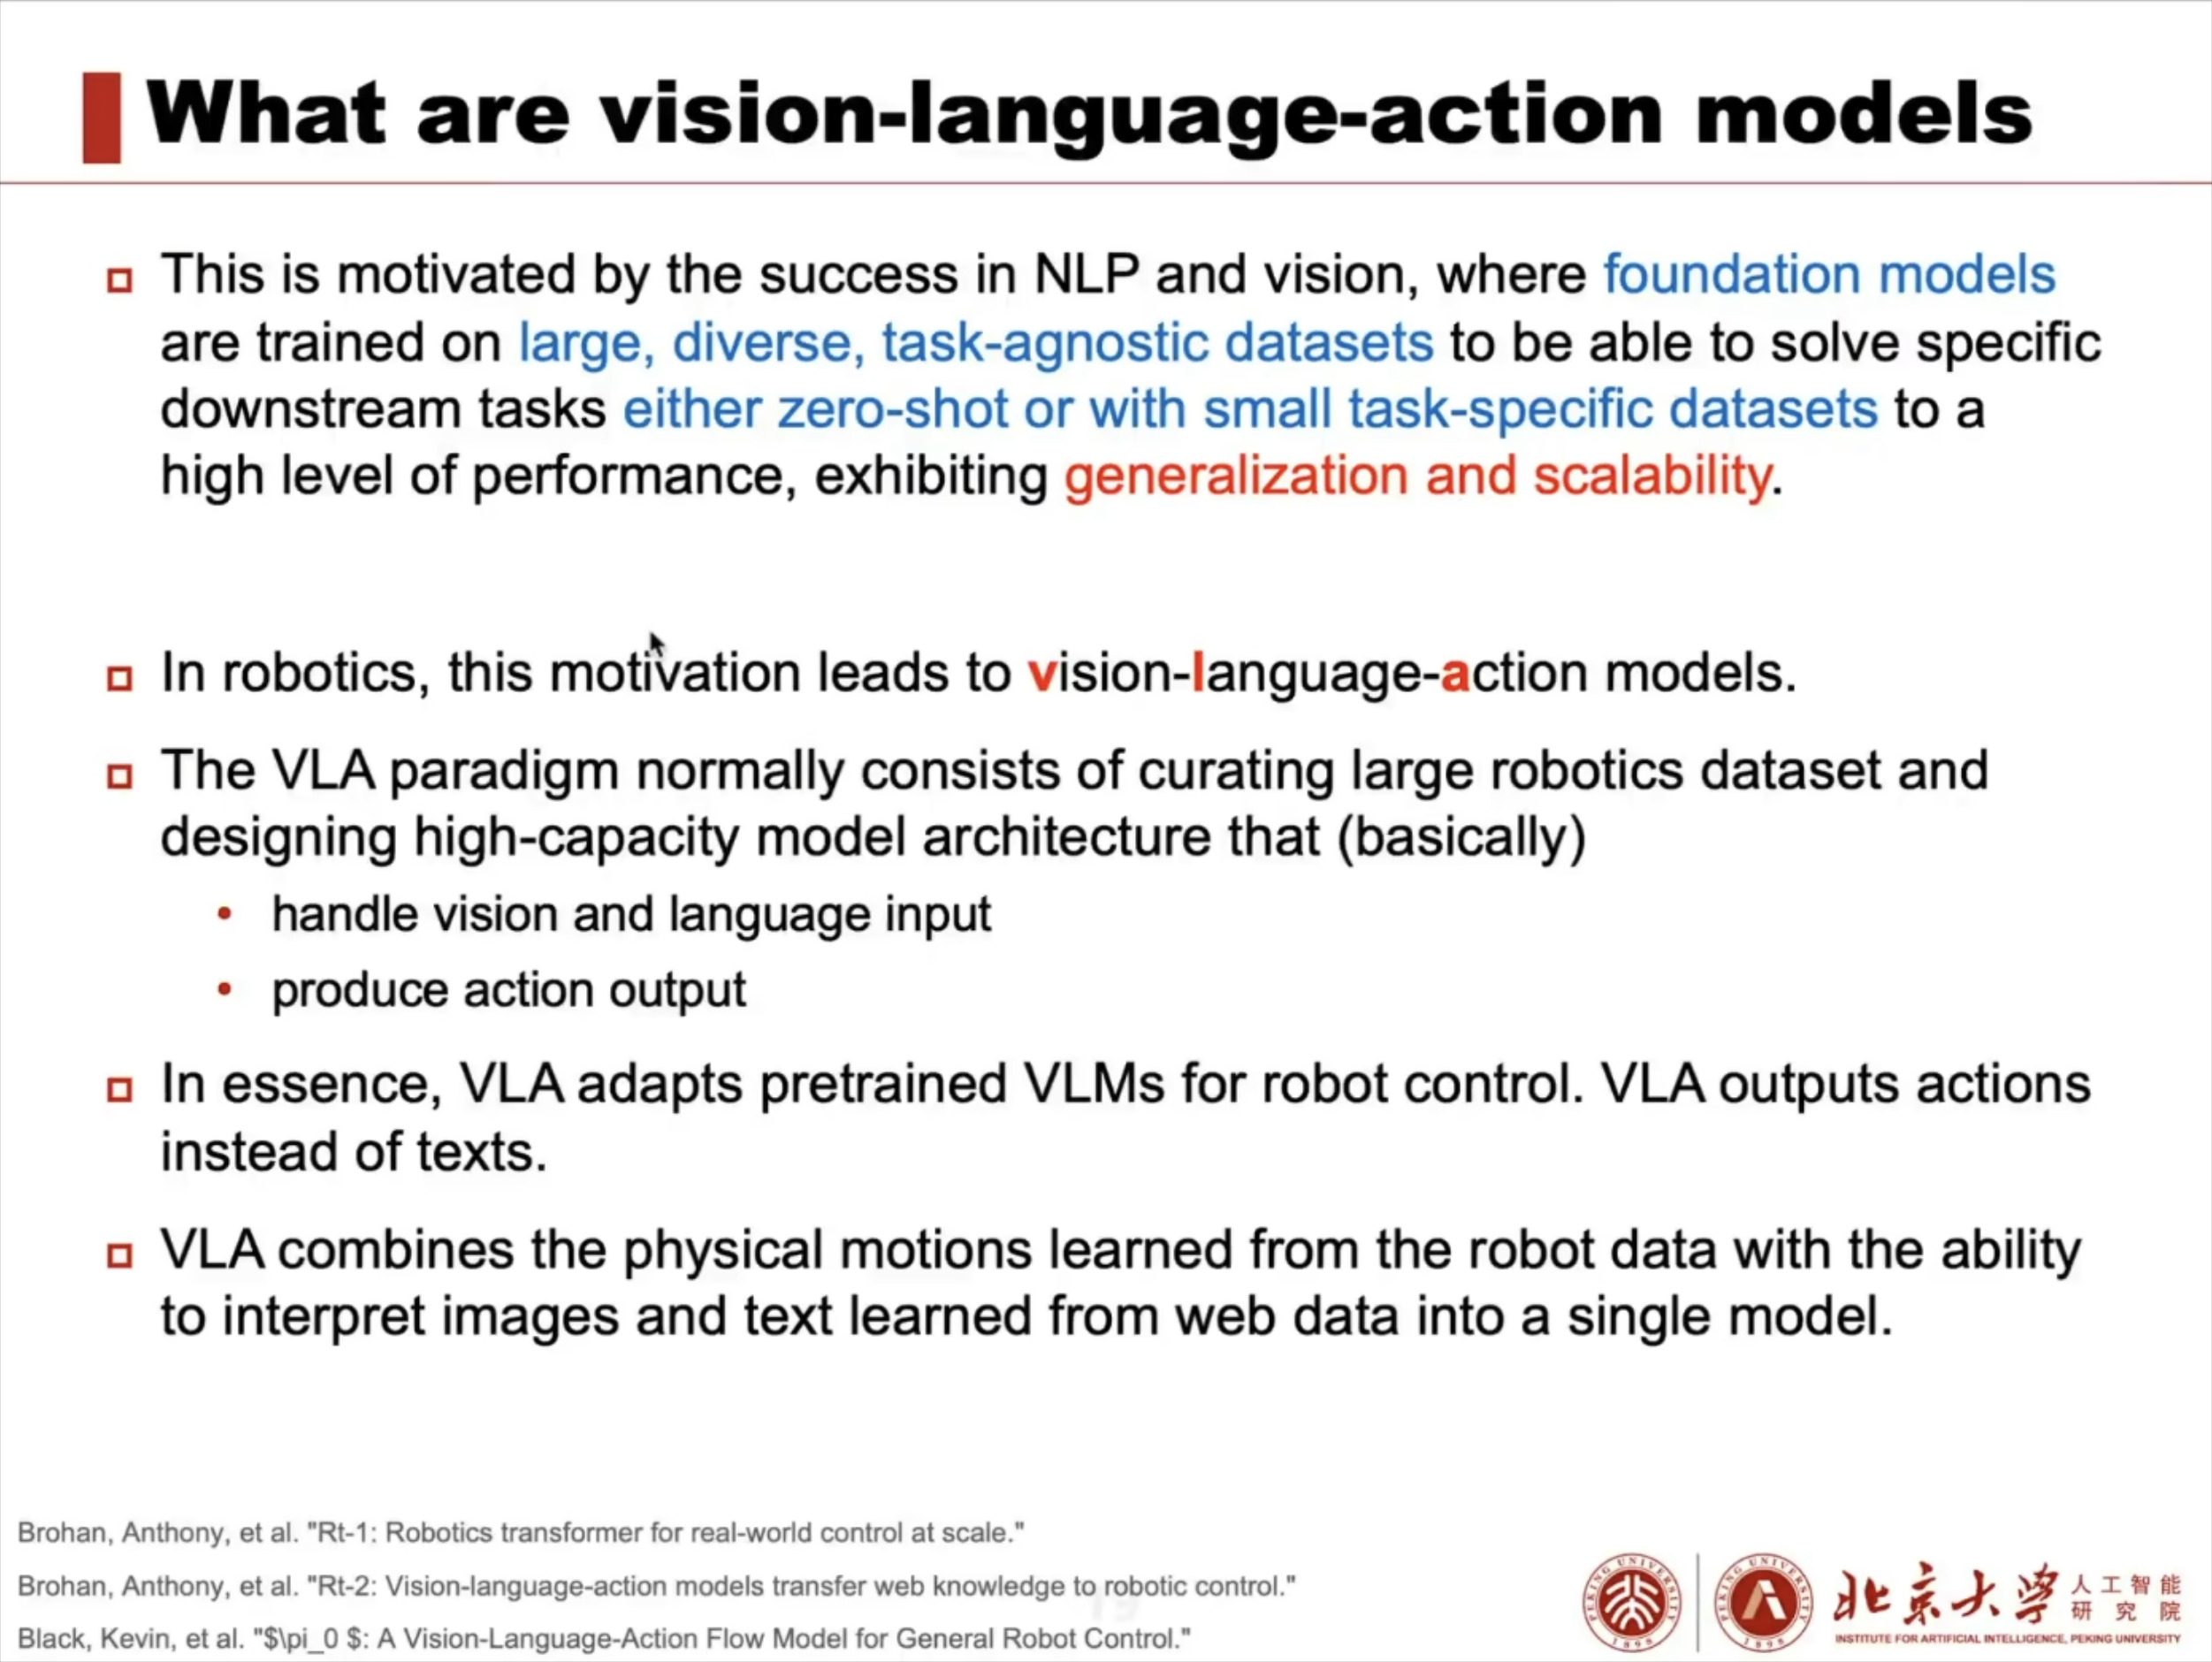 What are vision-language-action models
This is motivated by the success in NLP and vision, where foundation models
are trained on large, diverse, task-agnostic datasets to be able to solve specific
downstream tasks either zero-shot or with small task-specific datasets to a
high level of performance, exhibiting generalization and scalability.
In robotics, this motivation leads to vision-language-action models.
The VLA paradigm normally consists of curating large robotics dataset and
designing high-capacity model architecture that (basically)
• handle vision and language input
• produce action output
In essence, VLA adapts pretrained VLMs for robot control. VLA outputs actions
instead of texts.
VLA combines the physical motions learned from the robot data with the ability
to interpret images and text learned from web data into a single model.
Brohan, Anthony, et al. "Rt-1: Robotics transformer for real-world control at scale."
Brohan, Anthony, et al. "Rt-2: Vision-language-action models transfer web knowledge to robotic control."
19
Black, Kevin, et al. "$\pi_0 $: A Vision-Language-Action Flow Model for General Robot Control."
PEKING UNIVERSITY
1898
PEKING UNIVERSITY
1898
北京大学
人工智能
研究院
INSTITUTE FOR ARTIFICIAL INTELLIGENCE, PEKING UNIVERSITY